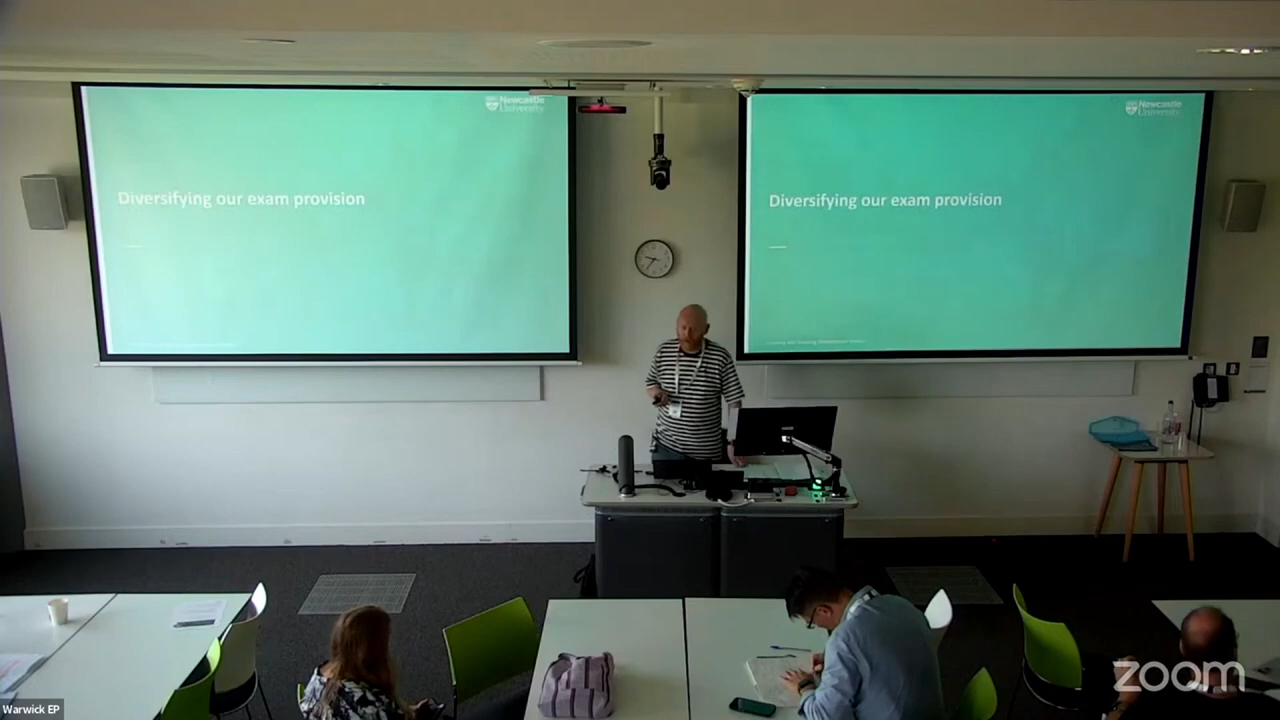 Newcastle
University
Diversifying our exam provision
Newcastle
University
Diversifying our exam provision
Warwick EP
zoom